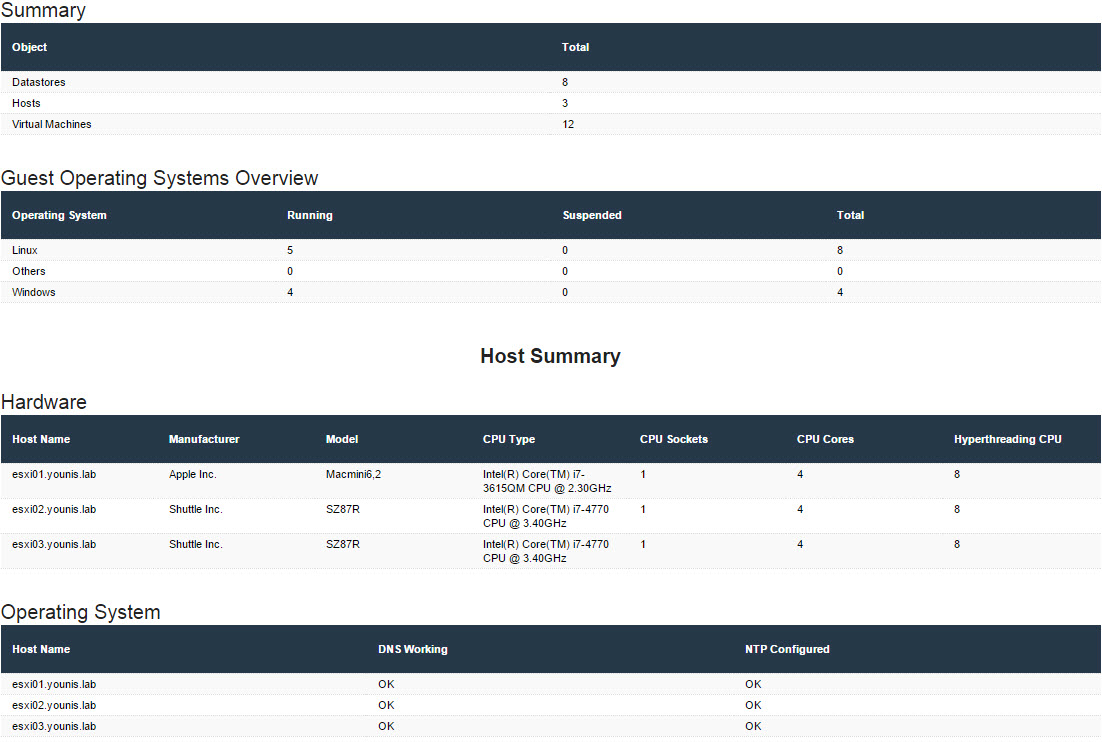 Summary
Object Total
Datastores 8
Hosts 3
Virtual Machines 12
Guest Operating Systems Overview
Operating System Running Suspended Total
Linux 5 0 8
Others 0 0 0
Windows 4 0 4
Host Summary
Hardware
Host Name Manufacturer Model CPU Type CPU Sockets CPU Cores Hyperthreading CPU
esxi01.younis.lab Apple Inc. Macmini6,2 Intel(R) Core(TM) i7- 1 4 8
3615QM CPU @ 2.30GHz
esxi02.younis.lab Shuttle Inc. SZ87R Intel(R) Core(TM) i7-4770 1 4 8
CPU @ 3.40GHz
esxi03.younis.lab Shuttle Inc. SZ87R Intel(R) Core(TM) i7-4770 1 4 8
CPU @ 3.40GHz
Operating System
Host Name DNS Working NTP Configured
esxi01.younis.lab OK OK
esxi02.younis.lab OK OK
esxi03.younis.lab OK OK